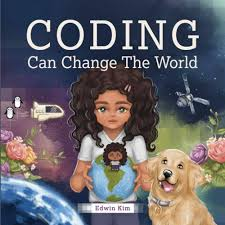 CODING
Can Change The World
Edwin Kim